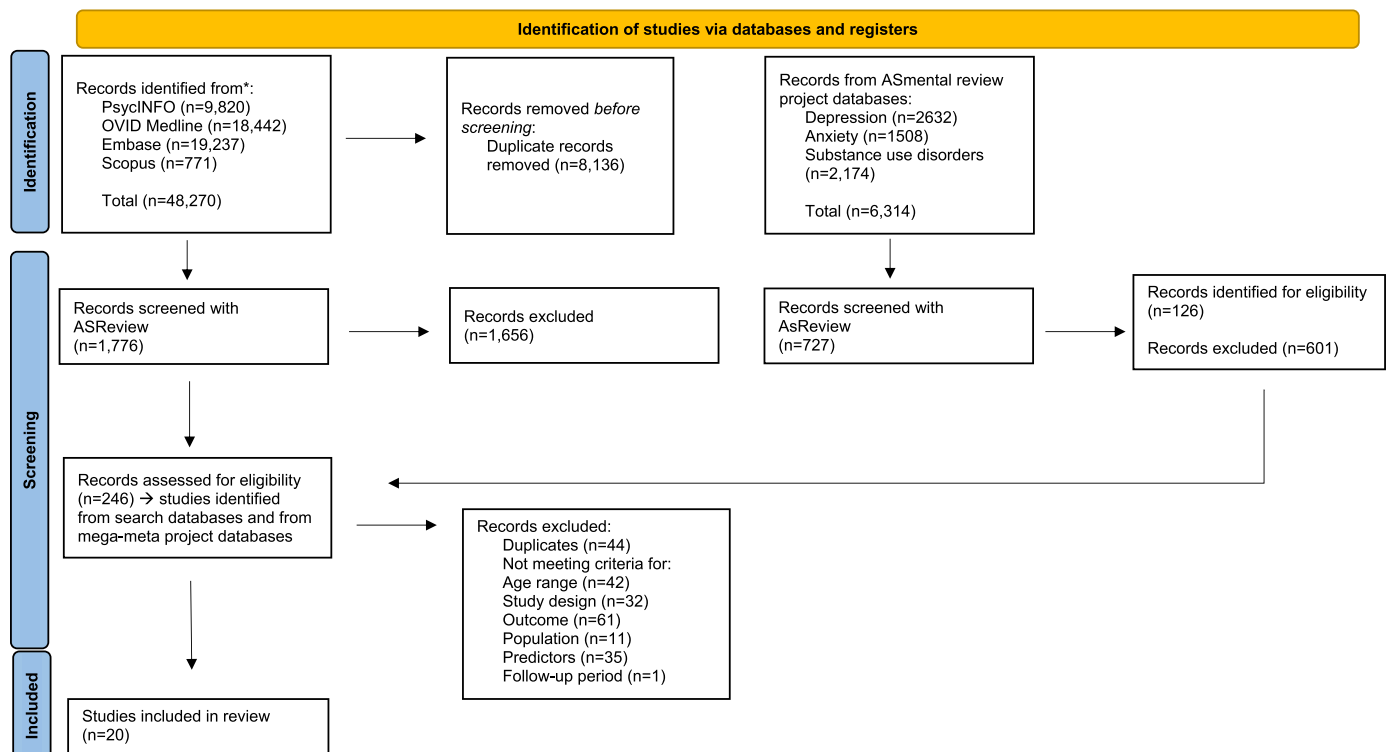 Identification of studies via databases and registers
Identification
Records identified from*:
PsycINFO (n=9,820)
OVID Medline (n=18,442)
Embase (n=19,237)
Scopus (n=771)
Total (n=48,270)
Records removed before
screening:
Duplicate records
removed (n=8,136)
Records from ASmental review
project databases:
Depression (n=2632)
Anxiety (n=1508)
Substance use disorders
(n=2,174)
Total (n=6,314)
Screening
Records screened with
ASReview
(n=1,776)
Records excluded
(n=1,656)
Records screened with
AsReview
(n=727)
Records identified for eligibility
(n=126)
Records excluded (n=601)
Records assessed for eligibility
(n=246) → studies identified
from search databases and from
mega-meta project databases
Records excluded:
Duplicates (n=44)
Not meeting criteria for:
Age range (n=42)
Study design (n=32)
Outcome (n=61)
Population (n=11)
Predictors (n=35)
Follow-up period (n=1)
Included
Studies included in review
(n=20)